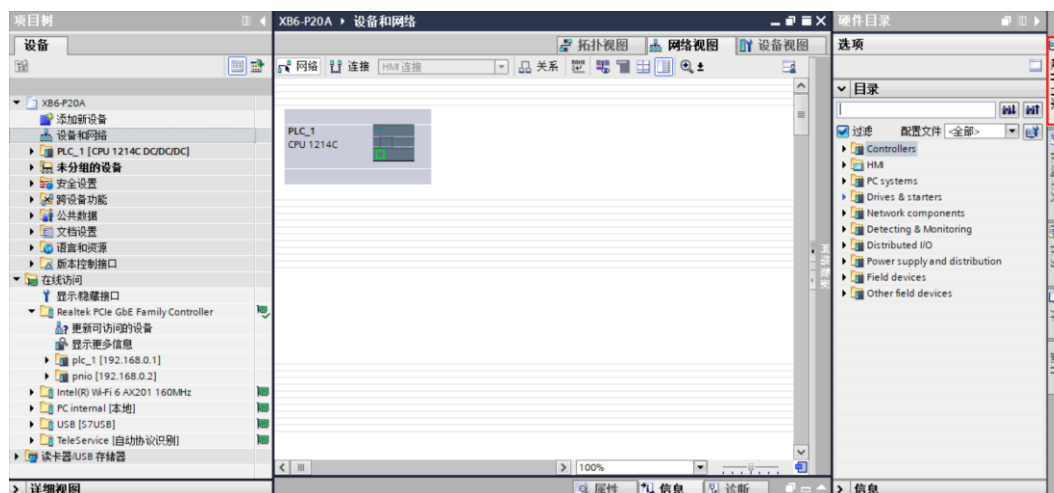 项目树
XB6-P20A ▸ 设备和网络
硬件目录
设备
拓扑视图
网络视图
设备视图
选项
网络
连接
HMI 连接
关系
目录
XB6-P20A
添加新设备
设备和网络
PLC_1 [CPU 1214C DC/DC/DC]
未分组的设备
安全设置
跨设备功能
公共数据
文档设置
语言和资源
版本控制接口
在线访问
显示/隐藏接口
Realtek PCIe GbE Family Controller
更新可访问的设备
显示更多信息
plc_1 [192.168.0.1]
pnio [192.168.0.2]
Intel(R) Wi-Fi 6 AX201 160MHz
PC internal [本地]
USB [S7USB]
TeleService [自动协议识别]
读卡器/USB 存储器
详细视图
PLC_1
CPU 1214C
网络数据
100%
属性
信息
诊断
过滤
配置文件
<全部>
Controllers
HMI
PC systems
Drives & starters
Network components
Detecting & Monitoring
Distributed I/O
Power supply and distribution
Field devices
Other field devices
信息